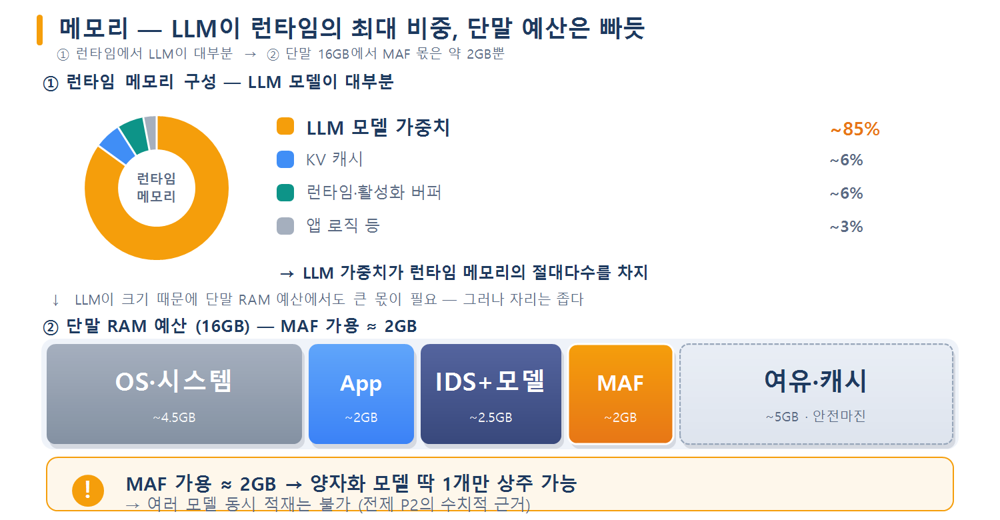 메모리 — LLM이 런타임의 최대 비중, 단말 예산은 빠듯
① 런타임에서 LLM이 대부분 → ② 단말 16GB에서 MAF 몫은 약 2GB뿐
① 런타임 메모리 구성 — LLM 모델이 대부분
런타임
메모리
LLM 모델 가중치 ~85%
KV 캐시 ~6%
런타임·활성화 버퍼 ~6%
앱 로직 등 ~3%
→ LLM 가중치가 런타임 메모리의 절대다수를 차지
↓ LLM이 크기 때문에 단말 RAM 예산에서도 큰 몫이 필요 — 그러나 자리는 좁다
② 단말 RAM 예산 (16GB) — MAF 가용 ≈ 2GB
OS·시스템
~4.5GB
App
~2GB
IDS+모델
~2.5GB
MAF
~2GB
여유·캐시
~5GB · 안전마진
!
MAF 가용 ≈ 2GB → 양자화 모델 딱 1개만 상주 가능
→ 여러 모델 동시 적재는 불가 (전제 P2의 수치적 근거)